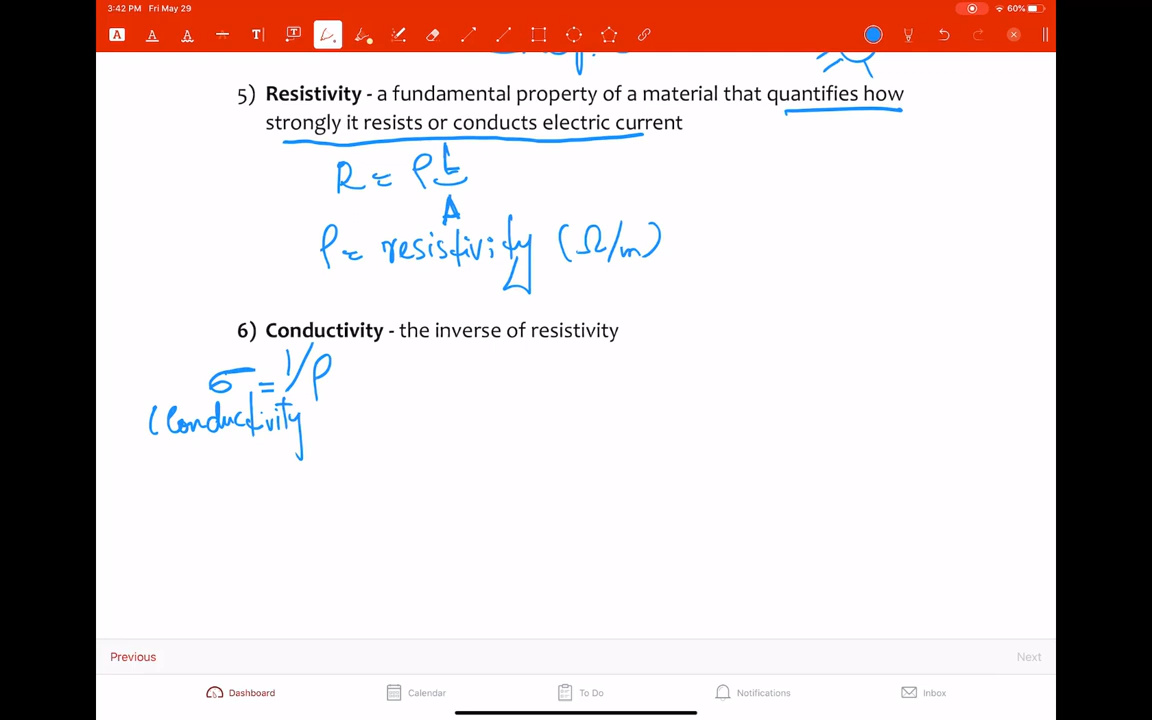 3:42 PM Fri May 29
60%
5) Resistivity - a fundamental property of a material that quantifies how
strongly it resists or conducts electric current
R = ρ L
A
ρ = resistivity (Ω/m)
6) Conductivity - the inverse of resistivity
σ = 1/ρ
(Conductivity
Previous
Next
Dashboard
Calendar
To Do
Notifications
Inbox